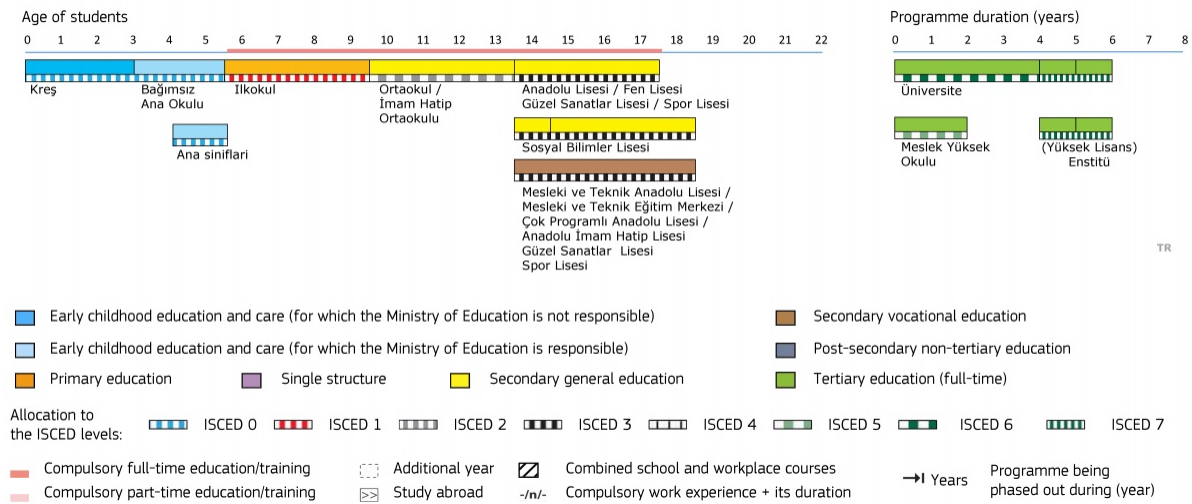 Age of students
Programme duration (years)
0 1 2 3 4 5 6 7 8 9 10 11 12 13 14 15 16 17 18 19 20 21 22
0 1 2 3 4 5 6 7 8
Kreş
Bağımsız
Ana Okulu
Ilkokul
Ortaokul /
İmam Hatip
Ortaokulu
Anadolu Lisesi / Fen Lisesi
Güzel Sanatlar Lisesi / Spor Lisesi
Üniversite
Ana siniflari
Sosyal Bilimler Lisesi
Meslek Yüksek
Okulu
(Yüksek Lisans)
Enstitü
Mesleki ve Teknik Anadolu Lisesi /
Mesleki ve Teknik Eğitim Merkezi /
Çok Programlı Anadolu Lisesi /
Anadolu İmam Hatip Lisesi
Güzel Sanatlar Lisesi
Spor Lisesi
TR
Early childhood education and care (for which the Ministry of Education is not responsible)
Secondary vocational education
Early childhood education and care (for which the Ministry of Education is responsible)
Post-secondary non-tertiary education
Primary education
Single structure
Secondary general education
Tertiary education (full-time)
Allocation to
the ISCED levels:
ISCED 0
ISCED 1
ISCED 2
ISCED 3
ISCED 4
ISCED 5
ISCED 6
ISCED 7
Compulsory full-time education/training
Additional year
Combined school and workplace courses
Years
Programme being
phased out during (year)
Compulsory part-time education/training
>> Study abroad
-/n/- Compulsory work experience + its duration